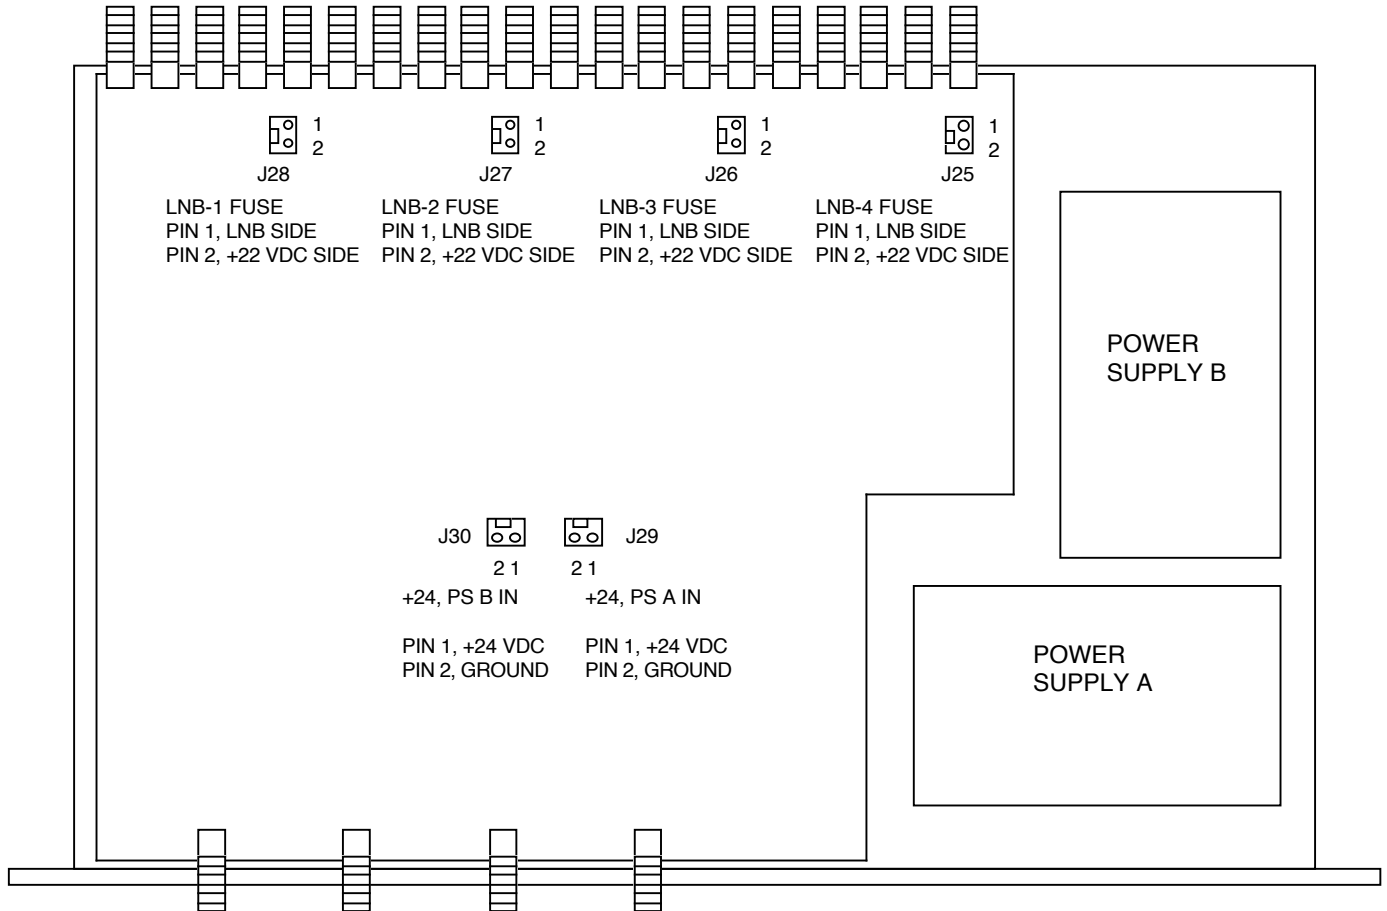 1
2
J28
LNB-1 FUSE
PIN 1, LNB SIDE
PIN 2, +22 VDC SIDE
1
2
J27
LNB-2 FUSE
PIN 1, LNB SIDE
PIN 2, +22 VDC SIDE
1
2
J26
LNB-3 FUSE
PIN 1, LNB SIDE
PIN 2, +22 VDC SIDE
1
2
J25
LNB-4 FUSE
PIN 1, LNB SIDE
PIN 2, +22 VDC SIDE
POWER
SUPPLY B
J30
2 1
+24, PS B IN
PIN 1, +24 VDC
PIN 2, GROUND
J29
2 1
+24, PS A IN
PIN 1, +24 VDC
PIN 2, GROUND
POWER
SUPPLY A